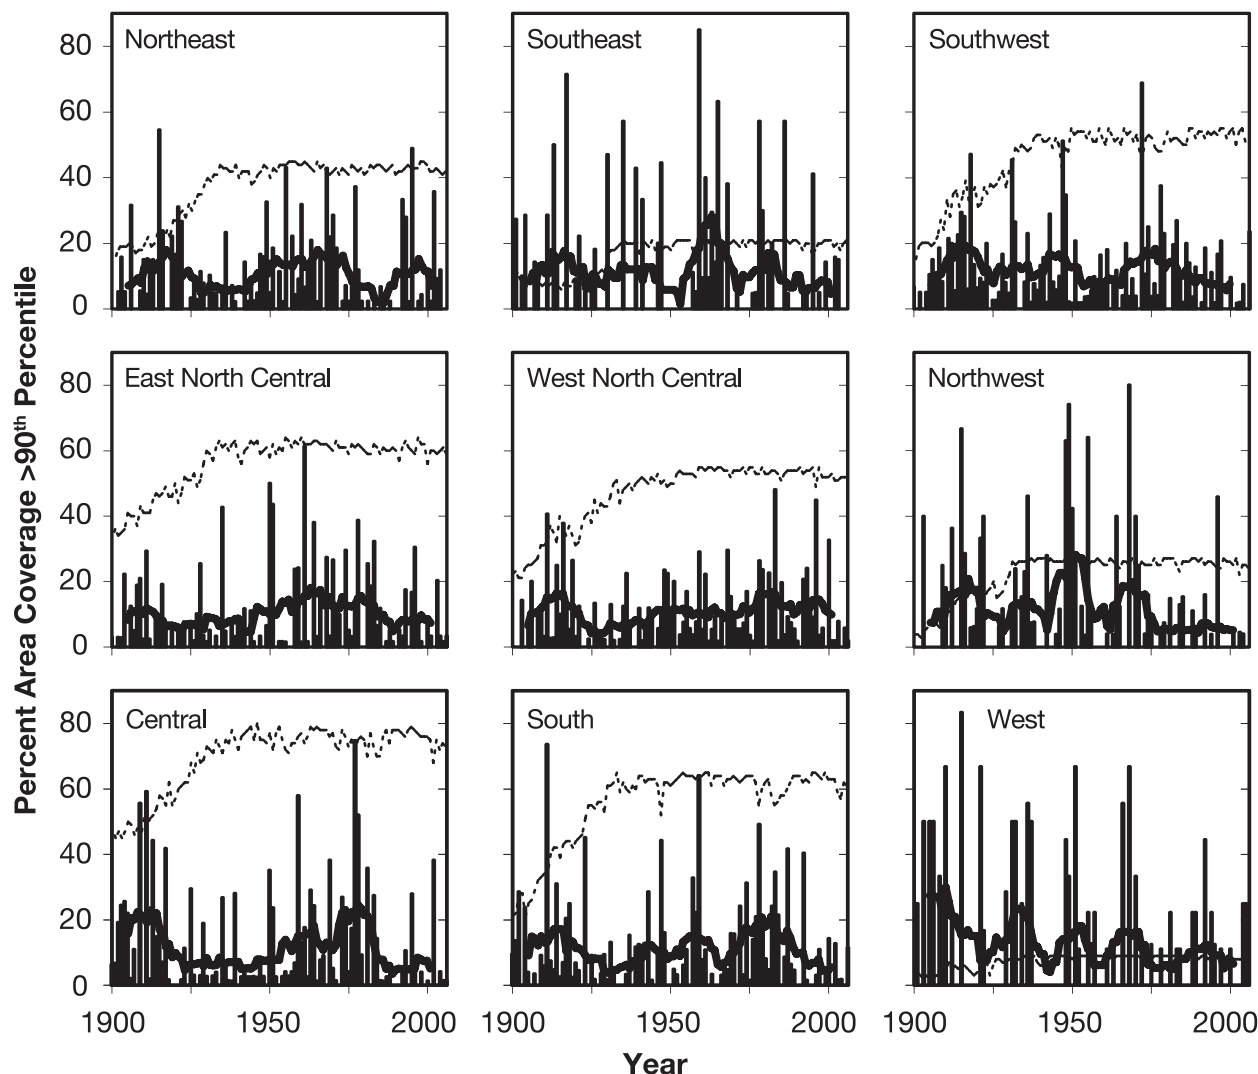 Northeast
Southeast
Southwest
80
60
40
20
0
East North Central
West North Central
Northwest
80
60
40
20
0
Central
South
West
80
60
40
20
0
1900 1950 2000
1900 1950 2000
1900 1950 2000
Percent Area Coverage >90th Percentile
Year